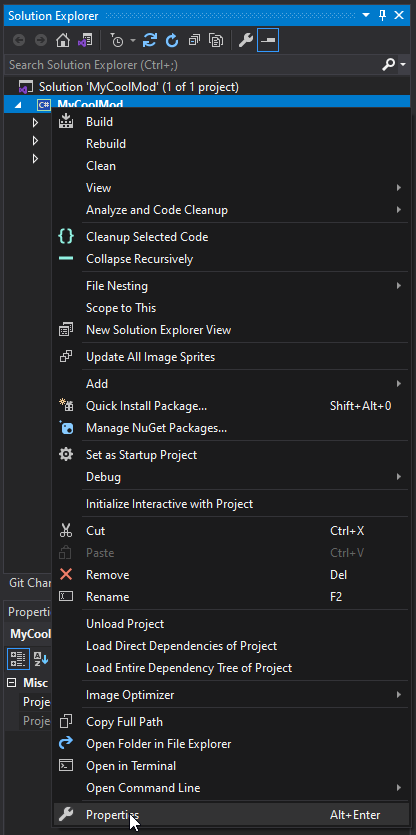 Solution Explorer
Search Solution Explorer (Ctrl+;)
Solution 'MyCoolMod' (1 of 1 project)
C# MyCoolMod
Build
Rebuild
Clean
View
Analyze and Code Cleanup
Cleanup Selected Code
Collapse Recursively
File Nesting
Scope to This
New Solution Explorer View
Update All Image Sprites
Add
Quick Install Package... Shift+Alt+0
Manage NuGet Packages...
Set as Startup Project
Debug
Initialize Interactive with Project
Cut Ctrl+X
Paste Ctrl+V
Remove Del
Rename F2
Unload Project
Load Direct Dependencies of Project
Load Entire Dependency Tree of Project
Image Optimizer
Copy Full Path
Open Folder in File Explorer
Open in Terminal
Open Command Line
Properties Alt+Enter
Git Chan
Properti
MyCool
Misc
Proje
Proje